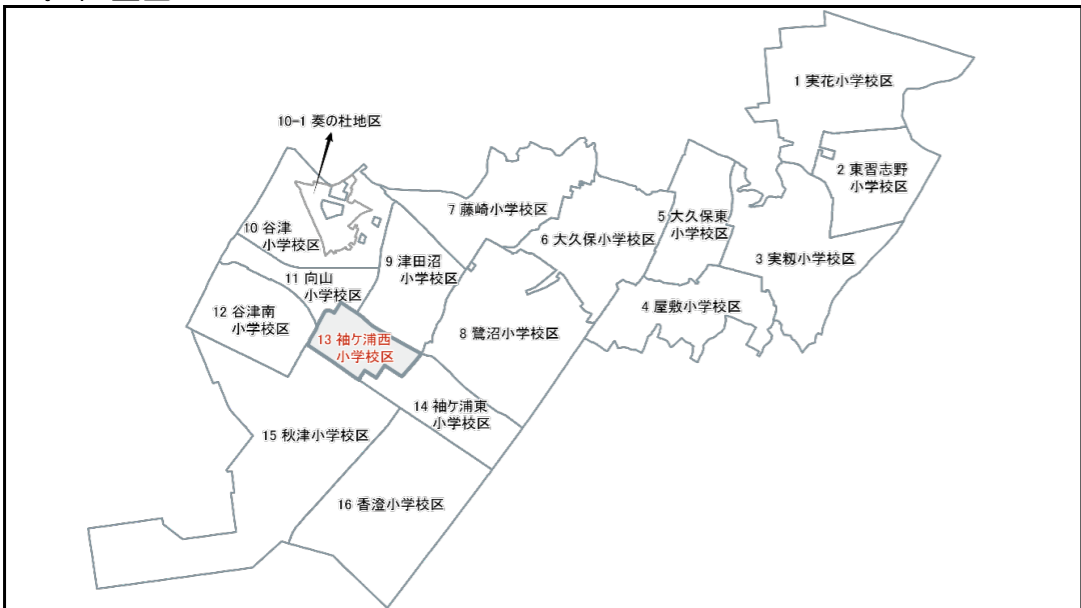 1 実花小学校区
10-1 奏の杜地区
2 東習志野
小学校区
7 藤崎小学校区
5 大久保東
小学校区
10 谷津
小学校区
6 大久保小学校区
9 津田沼
小学校区
3 実籾小学校区
11 向山
小学校区
12 谷津南
小学校区
4 屋敷小学校区
8 鷺沼小学校区
13 袖ケ浦西
小学校区
14 袖ケ浦東
小学校区
15 秋津小学校区
16 香澄小学校区